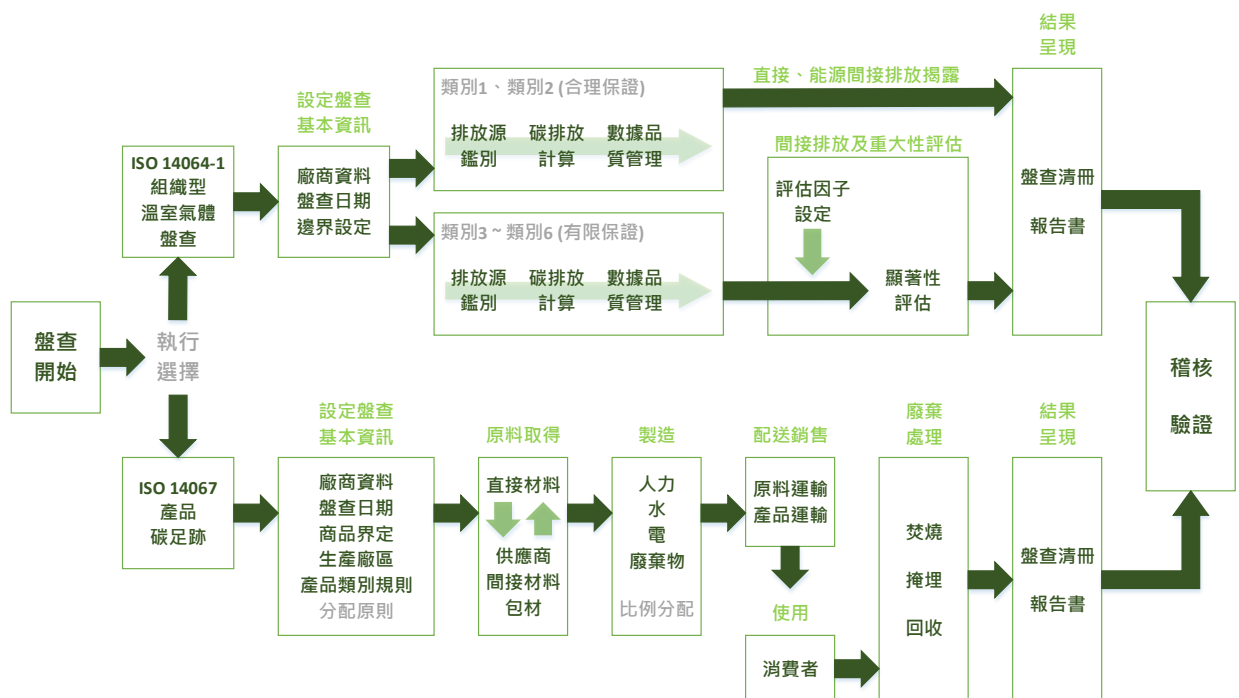 盤查
開始
執行
選擇
ISO 14064-1
組織型
溫室氣體
盤查
設定盤查
基本資訊
廠商資料
盤查日期
邊界設定
類別1、類別2 (合理保證)
排放源
鑑別
碳排放
計算
數據品
質管理
類別3 ~ 類別6 (有限保證)
排放源
鑑別
碳排放
計算
數據品
質管理
直接、能源間接排放揭露
間接排放及重大性評估
評估因子
設定
顯著性
評估
結果
呈現
盤查清冊
報告書
ISO 14067
產品
碳足跡
設定盤查
基本資訊
廠商資料
盤查日期
商品界定
生產廠區
產品類別規則
分配原則
原料取得
直接材料
供應商
間接材料
包材
製造
人力
水
電
廢棄物
比例分配
配送銷售
原料運輸
產品運輸
使用
消費者
廢棄
處理
焚燒
掩埋
回收
結果
呈現
盤查清冊
報告書
稽核
驗證